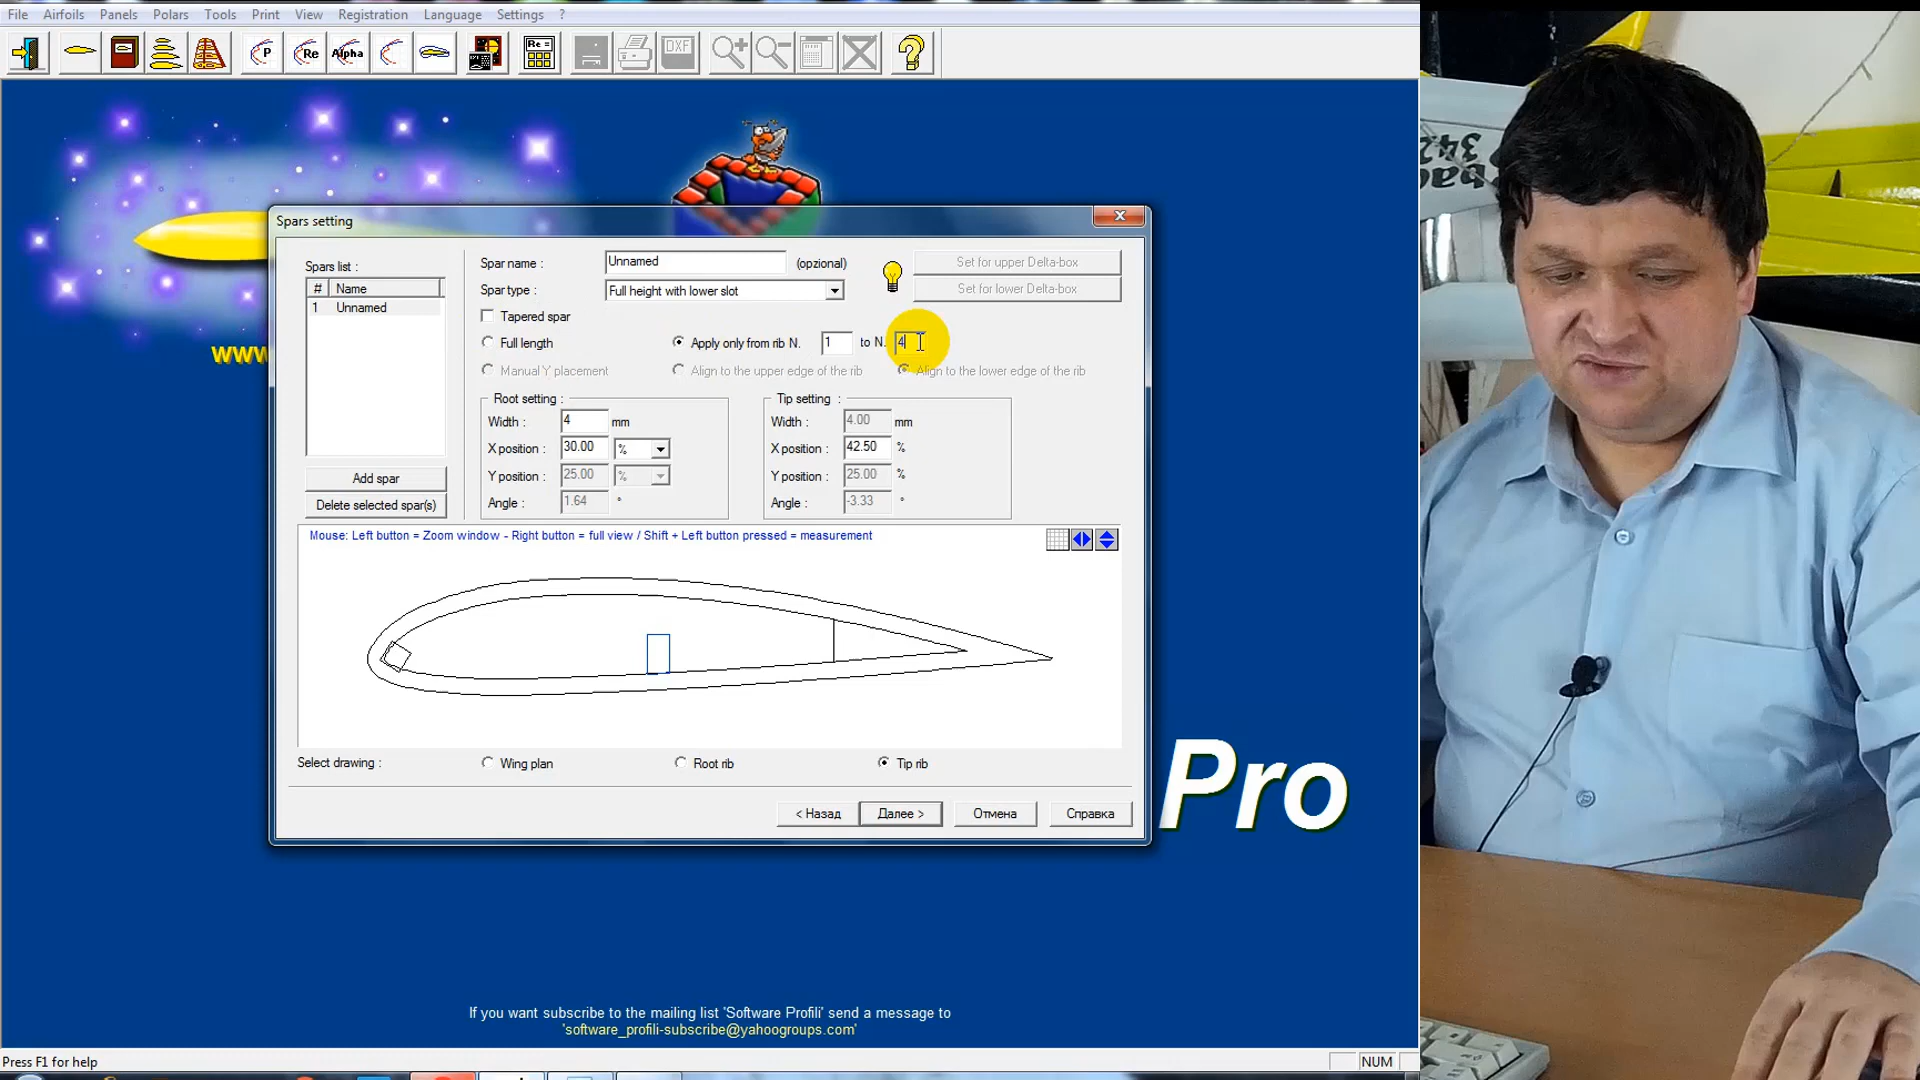 File Airfoils Panels Polars Tools Print View Registration Language Settings ?
P Re Alpha Re = DXF ?
www
Spars setting
Spars list :
# Name
1 Unnamed
Add spar
Delete selected spar(s)
Spar name : Unnamed (optional) Set for upper Delta-box
Spar type : Full height with lower slot Set for lower Delta-box
Tapered spar
Full length Apply only from rib N. 1 to N. 4
Manual Y placement Align to the upper edge of the rib Align to the lower edge of the rib
Root setting : Tip setting :
Width : 4 mm Width : 4.00 mm
X position : 30.00 % X position : 42.50 %
Y position : 25.00 % Y position : 25.00 %
Angle : 1.64 ° Angle : -3.33 °
Mouse: Left button = Zoom window - Right button = full view / Shift + Left button pressed = measurement
Select drawing : Wing plan Root rib Tip rib
< Назад Далее > Отмена Справка
Pro
If you want subscribe to the mailing list 'Software Profili' send a message to
'software_profili-subscribe@yahoogroups.com'
Press F1 for help NUM